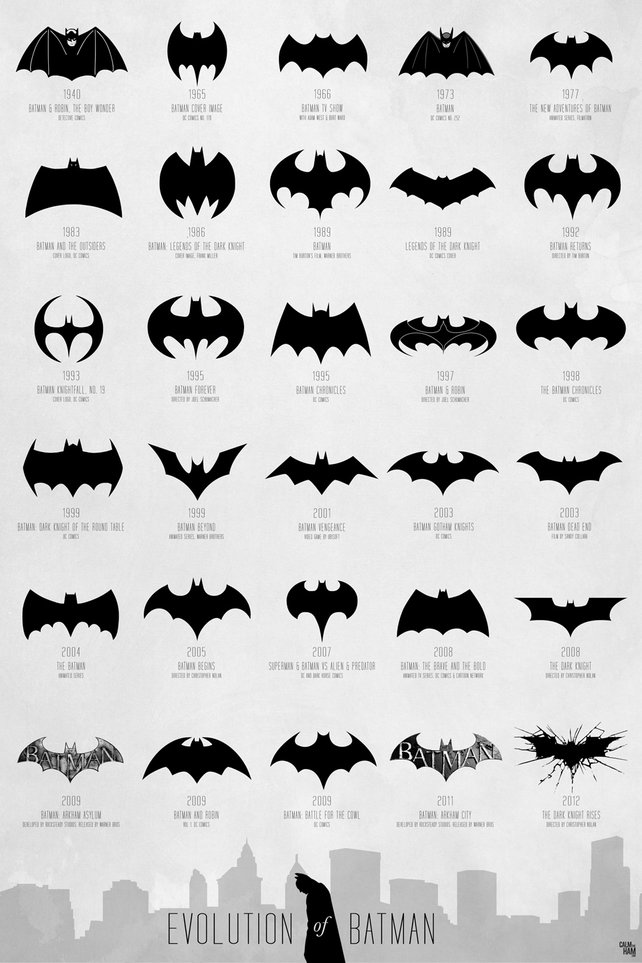 1940
BATMAN & ROBIN, THE BOY WONDER
DETECTIVE COMICS
1965
BATMAN COVER IMAGE
1966
BATMAN TV SHOW
WITH ADAM WEST & BURT WARD
1973
BATMAN
1977
THE NEW ADVENTURES OF BATMAN
ANIMATED SERIES, FILMATION
1983
BATMAN AND THE OUTSIDERS
COVER LOGO, DC COMICS
1986
BATMAN: LEGENDS OF THE DARK KNIGHT
COVER IMAGE, FRANK MILLER
1989
BATMAN
TIM BURTON'S FILM, WARNER BROTHERS
1989
LEGENDS OF THE DARK KNIGHT
DC COMICS COVER
1992
BATMAN RETURNS
DIRECTED BY TIM BURTON
1993
BATMAN KNIGHTFALL, NO. 19
COVER LOGO, DC COMICS
1995
BATMAN FOREVER
DIRECTED BY JOEL SCHUMACHER
1995
BATMAN CHRONICLES
DC COMICS
1997
BATMAN & ROBIN
DIRECTED BY JOEL SCHUMACHER
1998
THE BATMAN CHRONICLES
DC COMICS
1999
BATMAN: DARK KNIGHT OF THE ROUND TABLE
DC COMICS
1999
BATMAN BEYOND
ANIMATED SERIES, WARNER BROTHERS
2001
BATMAN VENGEANCE
VIDEO GAME BY UBISOFT
2003
BATMAN GOTHAM KNIGHTS
DC COMICS
2003
BATMAN DEAD END
FILM BY SANDY COLLORA
2004
THE BATMAN
ANIMATED SERIES
2005
BATMAN BEGINS
DIRECTED BY CHRISTOPHER NOLAN
2007
SUPERMAN & BATMAN VS ALIEN & PREDATOR
DC AND DARK HORSE COMICS
2008
BATMAN: THE BRAVE AND THE BOLD
ANIMATED TV SERIES, DC COMICS & CARTOON NETWORK
2008
THE DARK KNIGHT
DIRECTED BY CHRISTOPHER NOLAN
BATMAN
2009
BATMAN: ARKHAM ASYLUM
DEVELOPED BY ROCKSTEADY STUDIOS. RELEASED BY WARNER BROS
2009
BATMAN AND ROBIN
VOL 1, DC COMICS
2009
BATMAN: BATTLE FOR THE COWL
DC COMICS
BATMAN
2011
BATMAN: ARKHAM CITY
DEVELOPED BY ROCKSTEADY STUDIOS. RELEASED BY WARNER BROS
2012
THE DARK KNIGHT RISES
DIRECTED BY CHRISTOPHER NOLAN
EVOLUTION of BATMAN
CALM
HAM